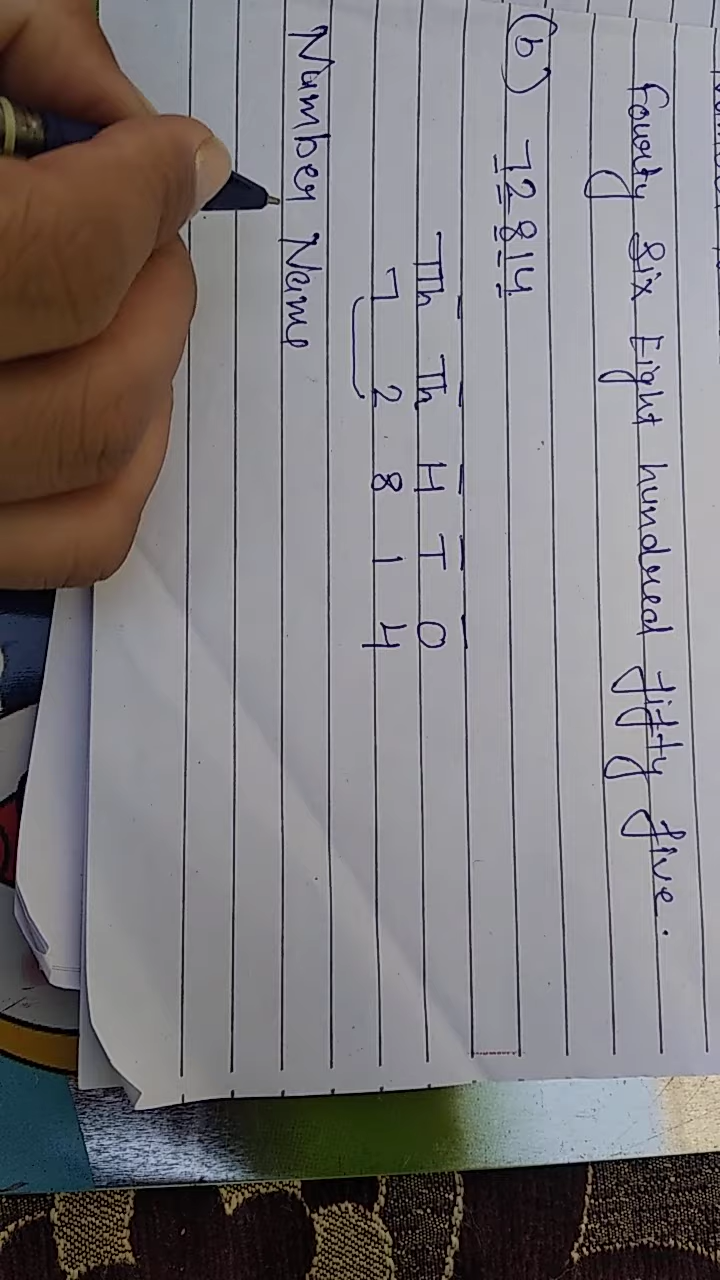 Fourty Six Eight hundred fifty five.
(b) 72814
TTh Th H T O
7 2 8 1 4
Number Name